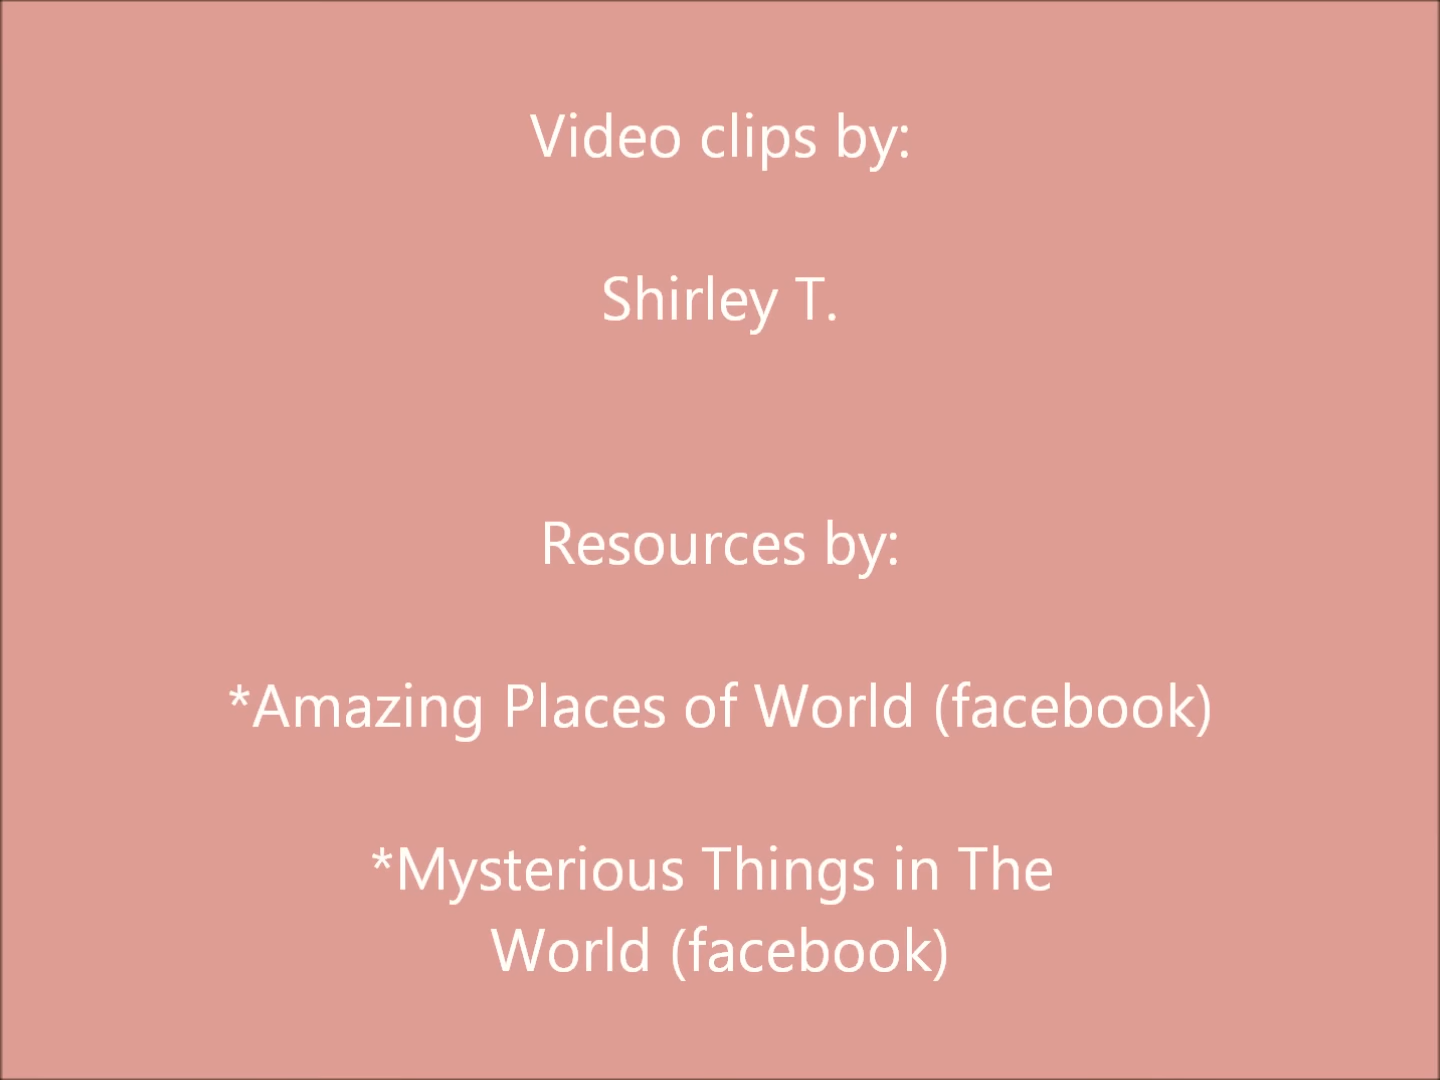 Video clips by:
Shirley T.
Resources by:
*Amazing Places of World (facebook)
*Mysterious Things in The
World (facebook)